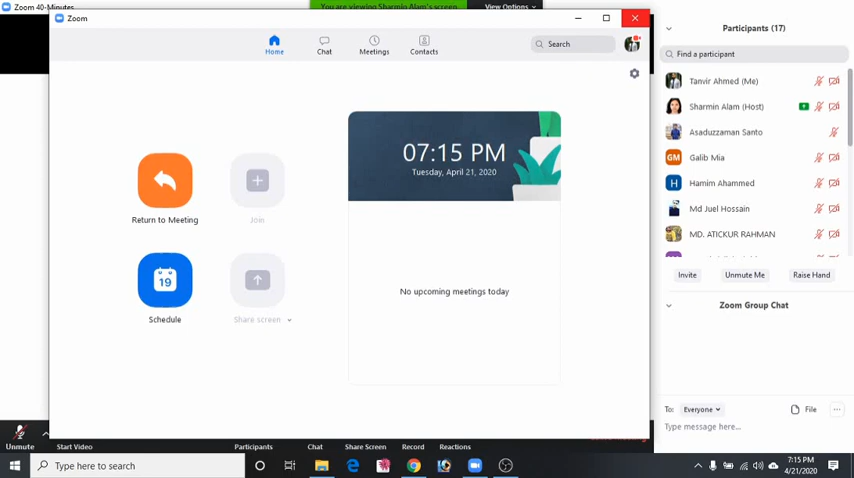 Zoom 40-Minutes
You are viewing Sharmin Alam's screen
View Options
Zoom
Home
Chat
Meetings
Contacts
Search
Return to Meeting
Join
19
Schedule
Share screen
07:15 PM
Tuesday, April 21, 2020
No upcoming meetings today
Participants (17)
Find a participant
Tanvir Ahmed (Me)
Sharmin Alam (Host)
Asaduzzaman Santo
GM Galib Mia
H Hamim Ahammed
Md Juel Hossain
MD. ATICKUR RAHMAN
Invite
Unmute Me
Raise Hand
Zoom Group Chat
To: Everyone
File
Type message here...
Unmute
Start Video
Participants
Chat
Share Screen
Record
Reactions
Type here to search
7:15 PM
4/21/2020